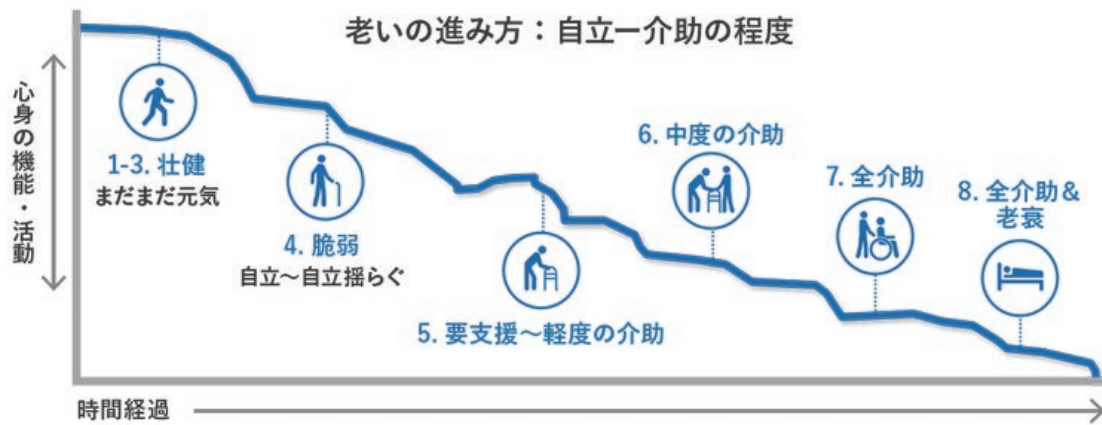 老いの進み方：自立ー介助の程度
心身の機能・活動
1-3. 壮健
まだまだ元気
4. 脆弱
自立～自立揺らぐ
5. 要支援～軽度の介助
6. 中度の介助
7. 全介助
8. 全介助＆
老衰
時間経過